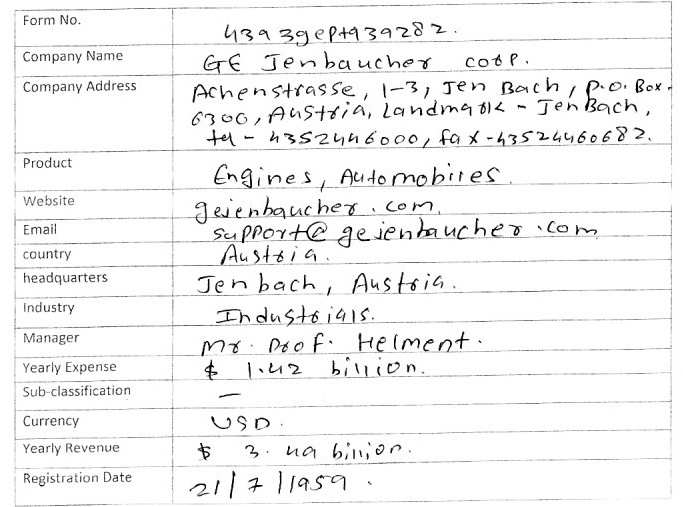 Form No. 4393gept939282.
Company Name GE Jenbaucher corp.
Company Address Achenstrasse, 1-3, Jen Bach, P.O. Box.
6300, Austria, Landmark - JenBach,
tel - 4352446000, fax - 43524460682.
Product Engines, Automobiles.
Website gejenbaucher.com.
Email support@gejenbaucher.com
country Austria.
headquarters Jenbach, Austria.
Industry Industrials.
Manager Mr. Prof. Helment.
Yearly Expense $ 1.42 billion.
Sub-classification —
Currency USD.
Yearly Revenue $ 3.49 billion.
Registration Date 21/7/1959.